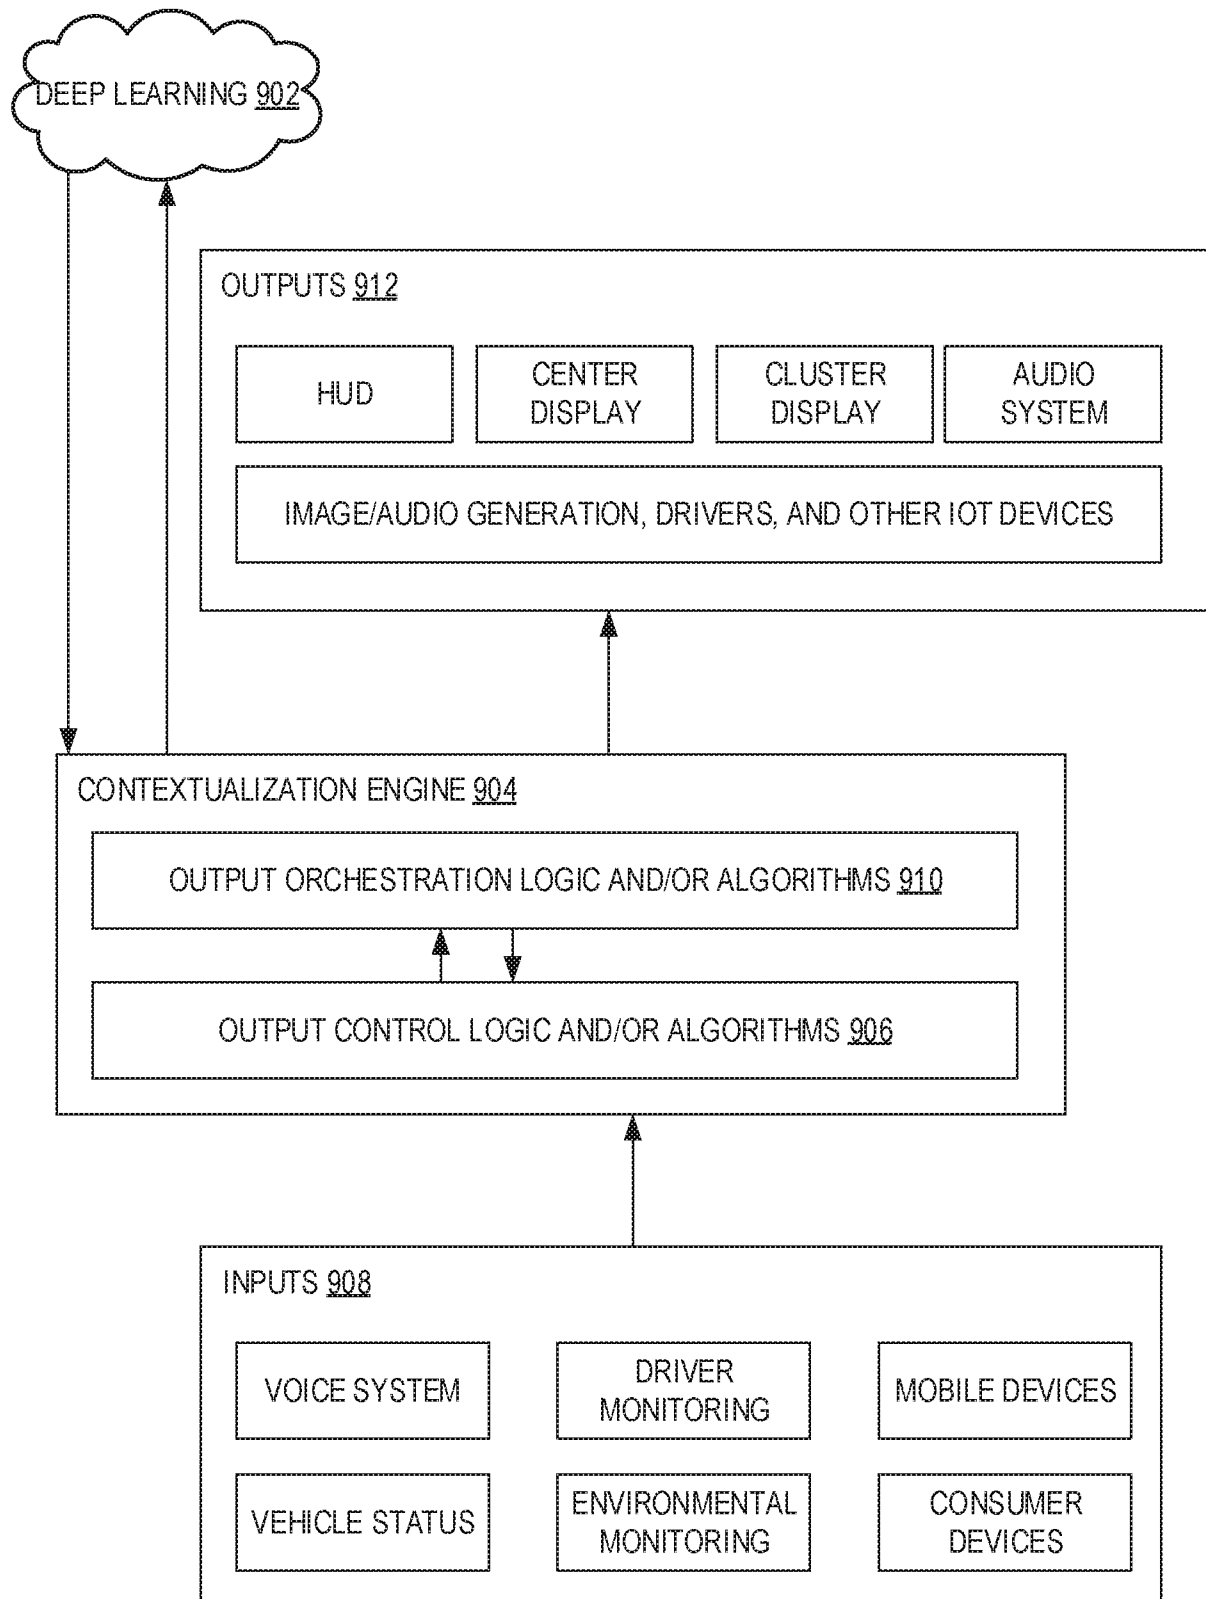 DEEP LEARNING 902
OUTPUTS 912
HUD
CENTER
DISPLAY
CLUSTER
DISPLAY
AUDIO
SYSTEM
IMAGE/AUDIO GENERATION, DRIVERS, AND OTHER IOT DEVICES
CONTEXTUALIZATION ENGINE 904
OUTPUT ORCHESTRATION LOGIC AND/OR ALGORITHMS 910
OUTPUT CONTROL LOGIC AND/OR ALGORITHMS 906
INPUTS 908
VOICE SYSTEM
DRIVER
MONITORING
MOBILE DEVICES
VEHICLE STATUS
ENVIRONMENTAL
MONITORING
CONSUMER
DEVICES